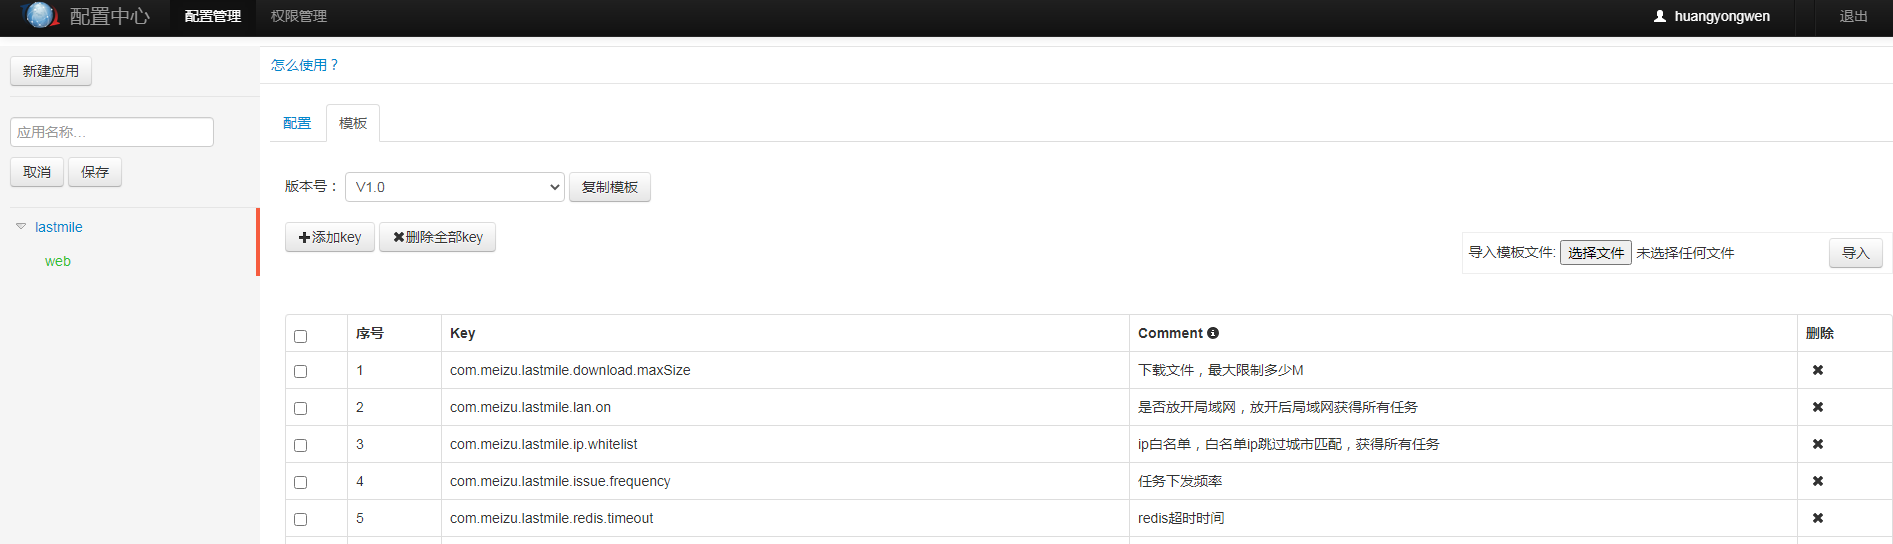 配置中心 配置管理 权限管理 huangyongwen 退出
新建应用
怎么使用？
应用名称...
取消 保存
lastmile
web
配置 模板
版本号： V1.0 复制模板
添加key 删除全部key
导入模板文件: 选择文件 未选择任何文件 导入
序号 Key Comment 删除
1 com.meizu.lastmile.download.maxSize 下载文件，最大限制多少M
2 com.meizu.lastmile.lan.on 是否放开局域网，放开后局域网获得所有任务
3 com.meizu.lastmile.ip.whitelist ip白名单，白名单ip跳过城市匹配，获得所有任务
4 com.meizu.lastmile.issue.frequency 任务下发频率
5 com.meizu.lastmile.redis.timeout redis超时时间